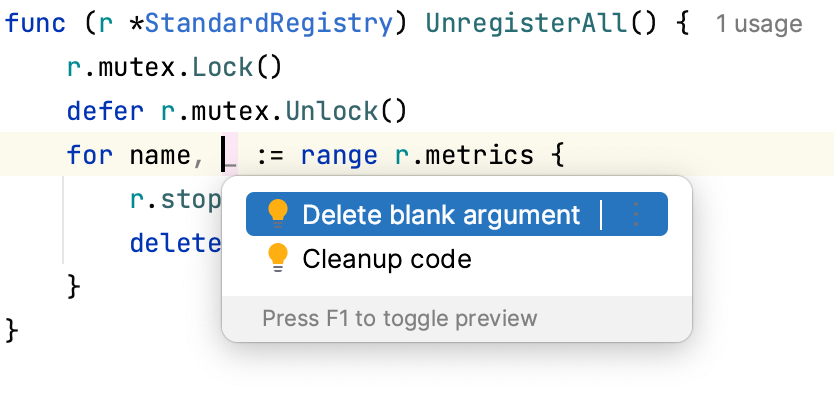 func (r *StandardRegistry) UnregisterAll() { 1 usage
r.mutex.Lock()
defer r.mutex.Unlock()
for name, _ := range r.metrics {
r.stop
Delete blank argument
delete
Cleanup code
}
Press F1 to toggle preview
}